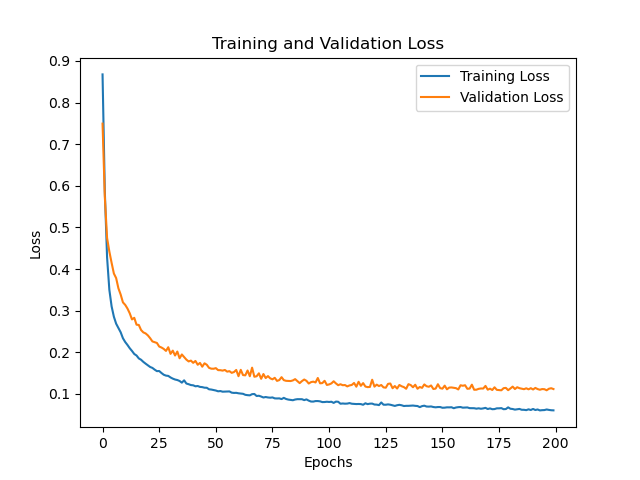 Training and Validation Loss
Training Loss
Validation Loss
Loss
0.9
0.8
0.7
0.6
0.5
0.4
0.3
0.2
0.1
0 25 50 75 100 125 150 175 200
Epochs